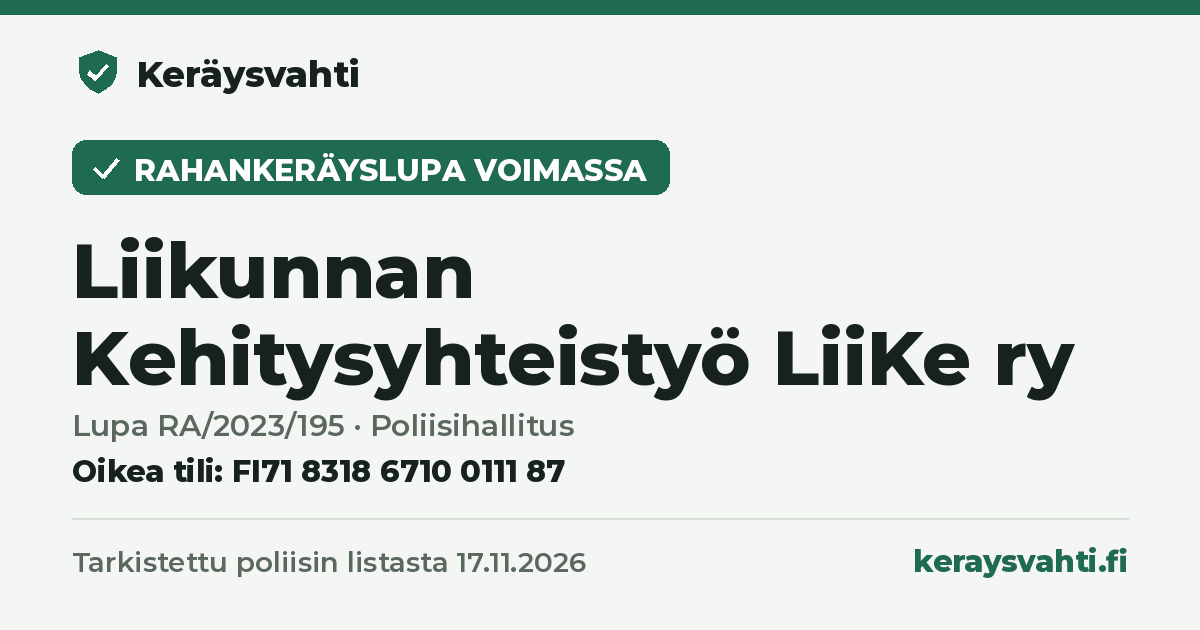 Keräysvahti
RAHANKERÄYSLUPA VOIMASSA
Liikunnan
Kehitysyhteistyö LiiKe ry
Lupa RA/2023/195 · Poliisihallitus
Oikea tili: FI71 8318 6710 0111 87
Tarkistettu poliisin listasta 17.11.2026
keraysvahti.fi